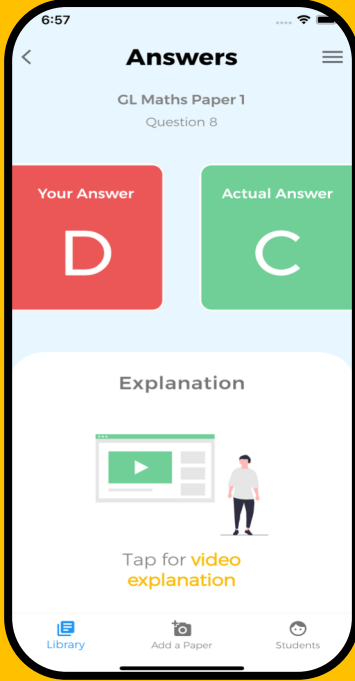 6:57
Answers
GL Maths Paper 1
Question 8
Your Answer
Actual Answer
D
C
Explanation
Tap for video
explanation
Library
Add a Paper
Students